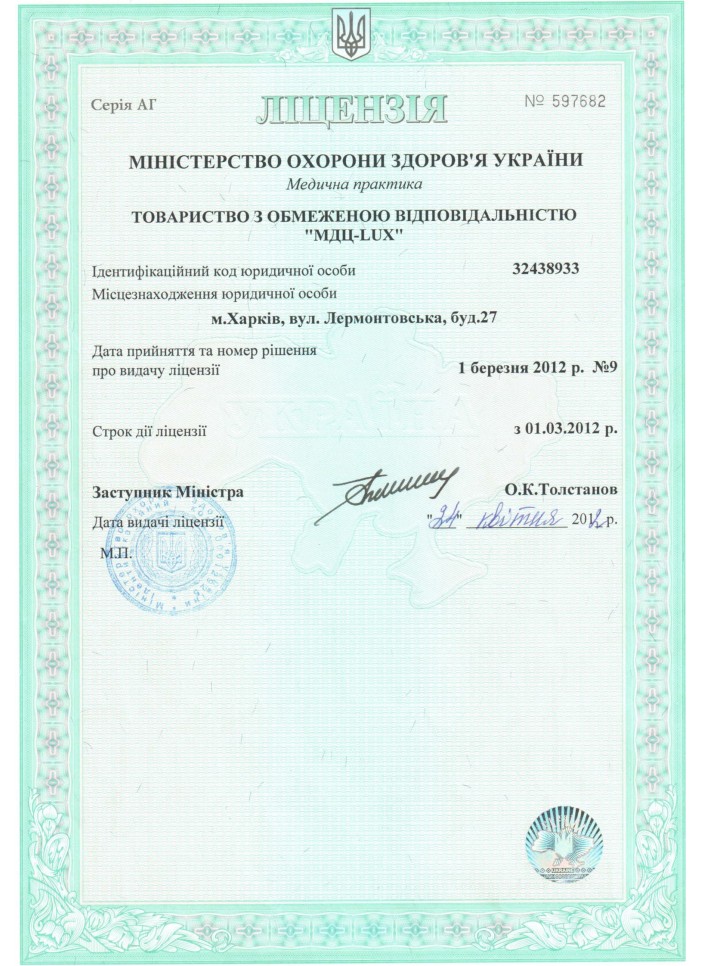 Серія АГ
ЛІЦЕНЗІЯ
№ 597682
МІНІСТЕРСТВО ОХОРОНИ ЗДОРОВ'Я УКРАЇНИ
Медична практика
ТОВАРИСТВО З ОБМЕЖЕНОЮ ВІДПОВІДАЛЬНІСТЮ
"МДЦ-LUX"
Ідентифікаційний код юридичної особи 32438933
Місцезнаходження юридичної особи
м.Харків, вул. Лермонтовська, буд.27
Дата прийняття та номер рішення
про видачу ліцензії 1 березня 2012 р. №9
Строк дії ліцензії з 01.03.2012 р.
Заступник Міністра О.К.Толстанов
Дата видачі ліцензії "24" квітня 2012 р.
М.П.
UKRAINE